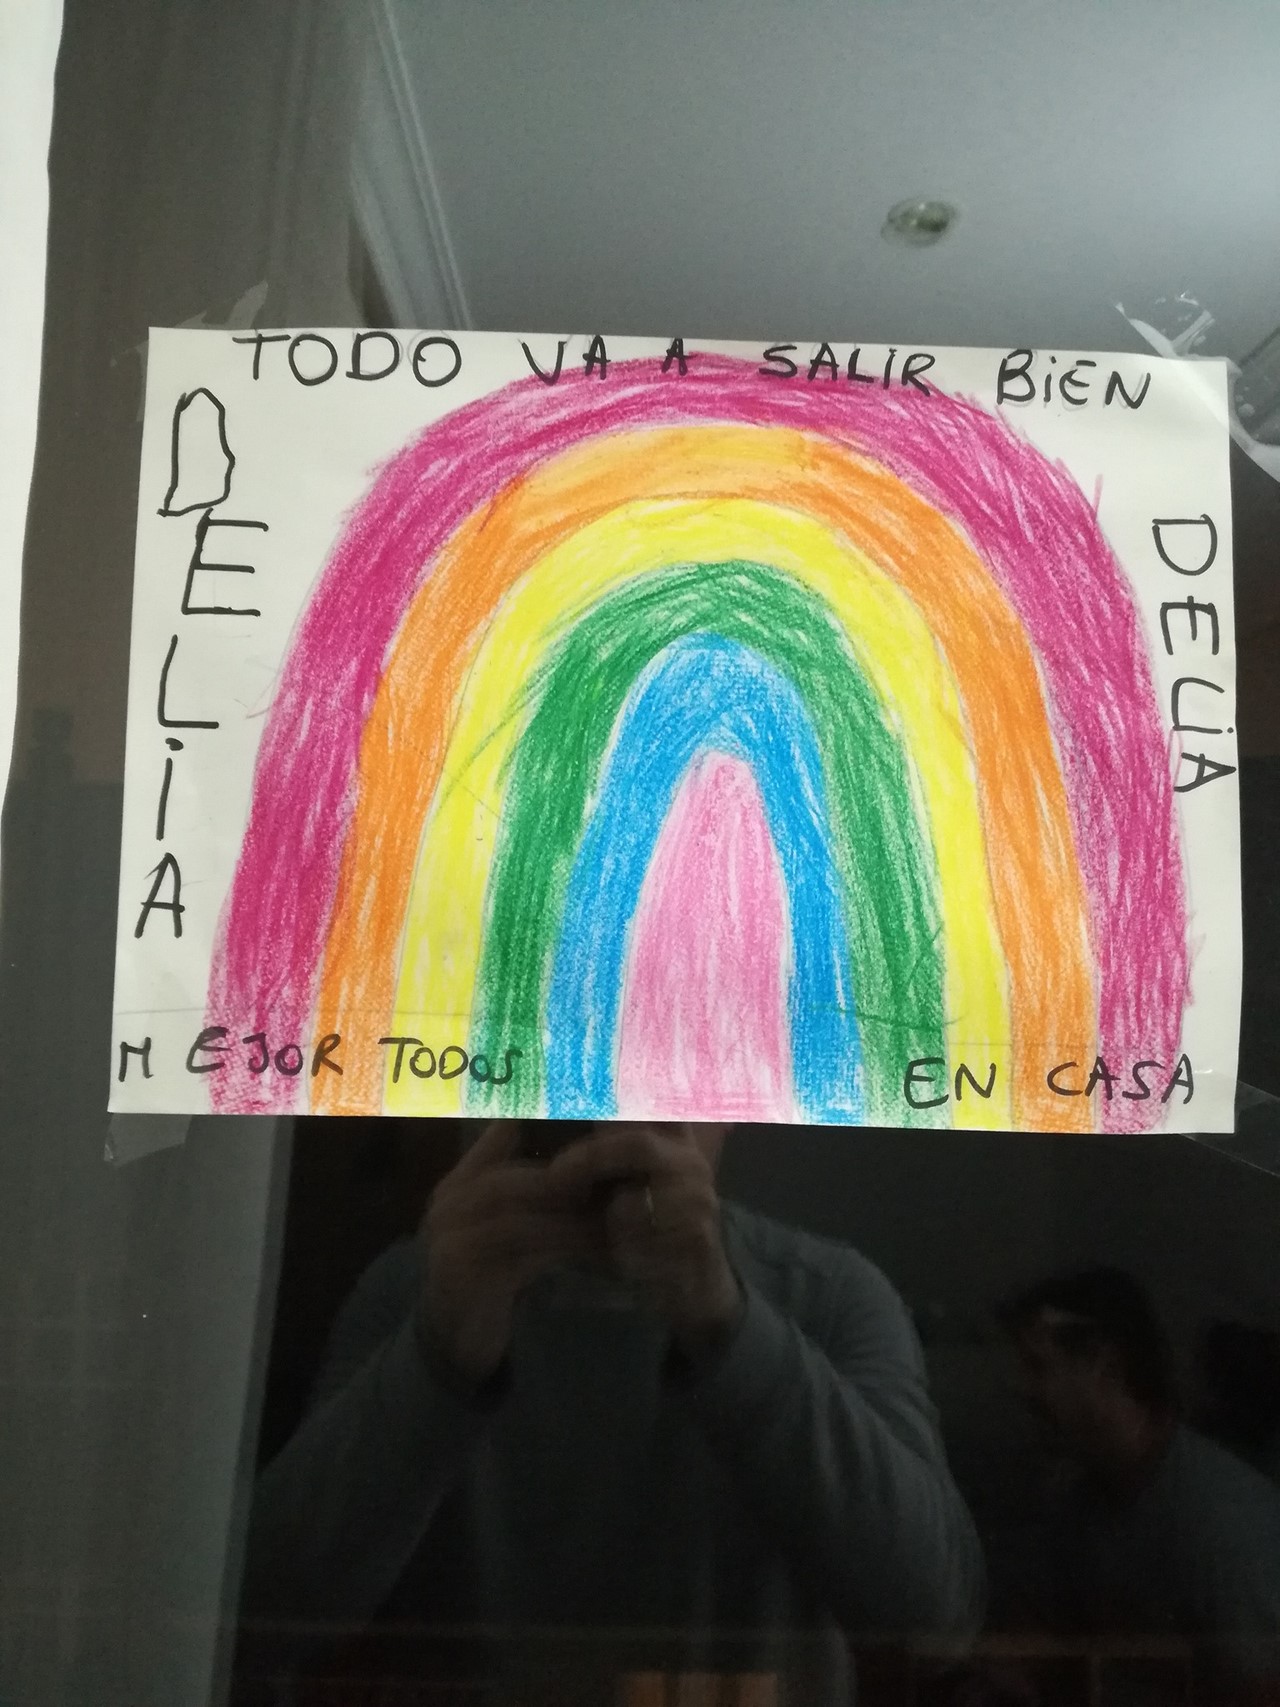 TODO VA A SALiR BiEN
DELiA
DELiA
MEJOR TODOS EN CASA